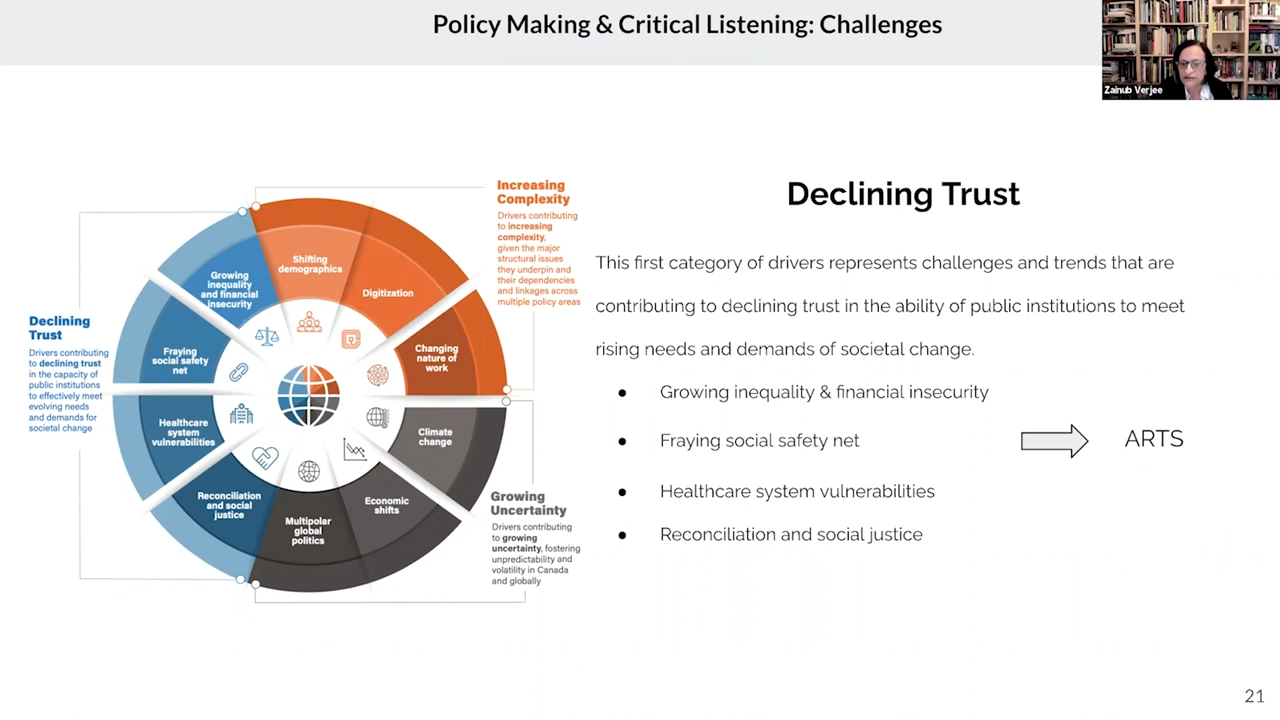 Policy Making & Critical Listening: Challenges
Zainub Verjee
Increasing
Complexity
Drivers contributing
to increasing
complexity,
given the major
structural issues
they underpin and
their dependencies
and linkages across
multiple policy areas
Declining
Trust
Drivers contributing
to declining trust
in the capacity of
public institutions
to effectively meet
evolving needs
and demands for
societal change
Growing
inequality
and financial
insecurity
Shifting
demographics
Digitization
Changing
nature of
work
Fraying
social safety
net
Healthcare
system
vulnerabilities
Climate
change
Reconciliation
and social
justice
Multipolar
global
politics
Economic
shifts
Growing
Uncertainty
Drivers contributing
to growing
uncertainty, fostering
unpredictability and
volatility in Canada
and globally
Declining Trust
This first category of drivers represents challenges and trends that are
contributing to declining trust in the ability of public institutions to meet
rising needs and demands of societal change.
● Growing inequality & financial insecurity
● Fraying social safety net
ARTS
● Healthcare system vulnerabilities
● Reconciliation and social justice
21